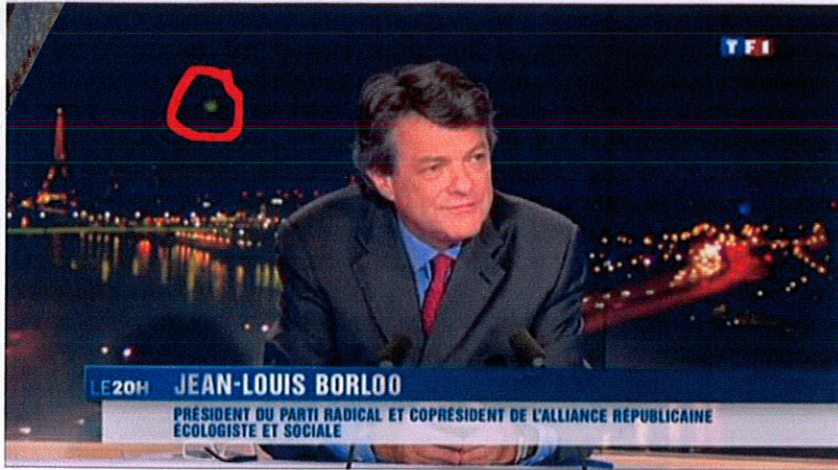 TF1
LE20H JEAN-LOUIS BORLOO
PRÉSIDENT DU PARTI RADICAL ET COPRÉSIDENT DE L'ALLIANCE RÉPUBLICAINE
ÉCOLOGISTE ET SOCIALE